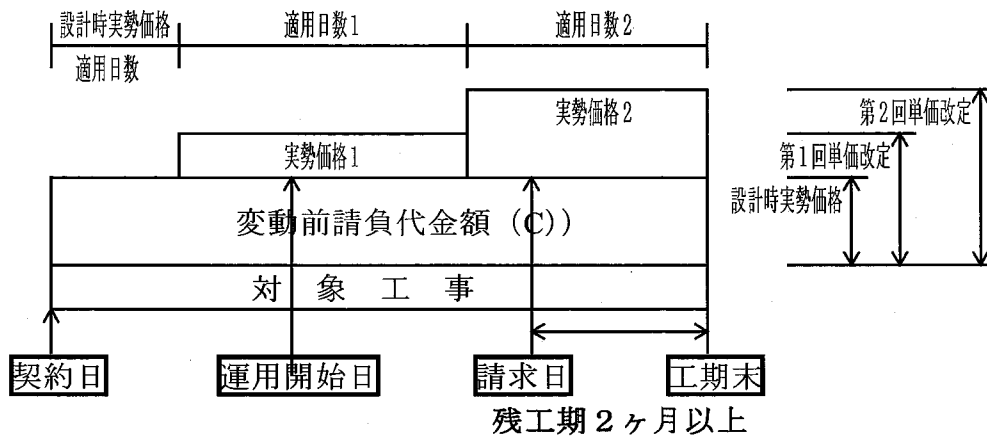 設計時実勢価格
適用日数1
適用日数2
適用日数
実勢価格2
第2回単価改定
実勢価格1
第1回単価改定
設計時実勢価格
変動前請負代金額(C))
対象工事
契約日
運用開始日
請求日
工期末
残工期2ヶ月以上